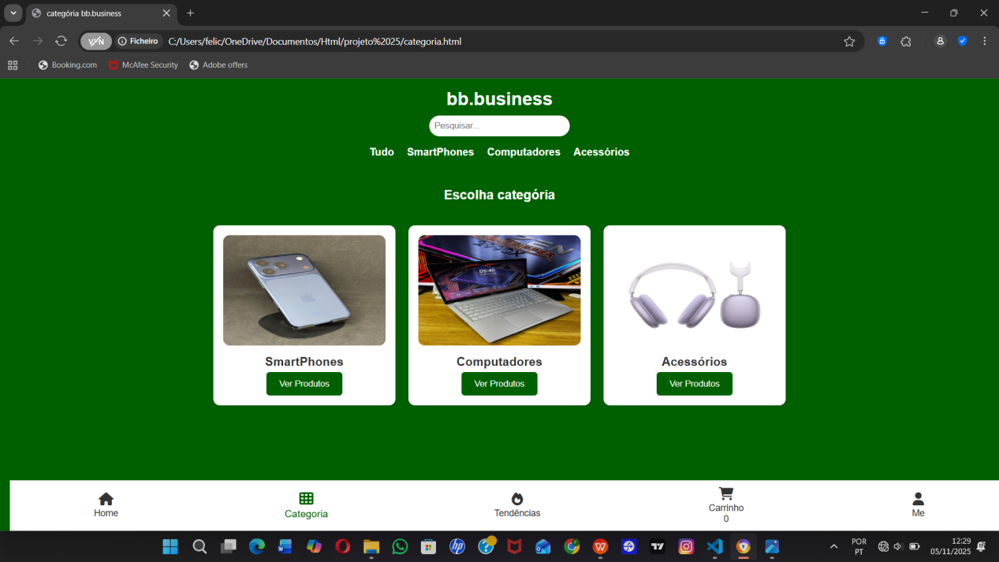 categória bb.business
Ficheiro
C:/Users/felic/OneDrive/Documentos/Html/projeto%2025/categoria.html
Booking.com
McAfee Security
Adobe offers
bb.business
Pesquisar...
Tudo SmartPhones Computadores Acessórios
Escolha categória
05:40
SmartPhones
Computadores
Acessórios
Ver Produtos
Ver Produtos
Ver Produtos
Home
Categoria
Tendências
Carrinho
0
Me
POR
PT
12:29
05/11/2025